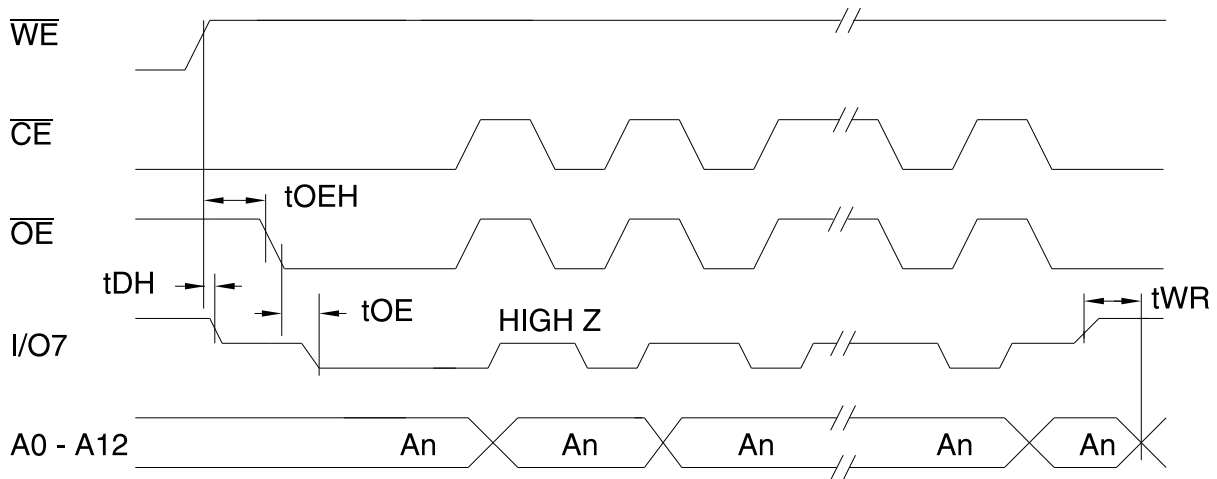 WE
CE
tOEH
OE
tDH
tOE
HIGH Z
tWR
I/O7
A0 - A12
An
An
An
An
An